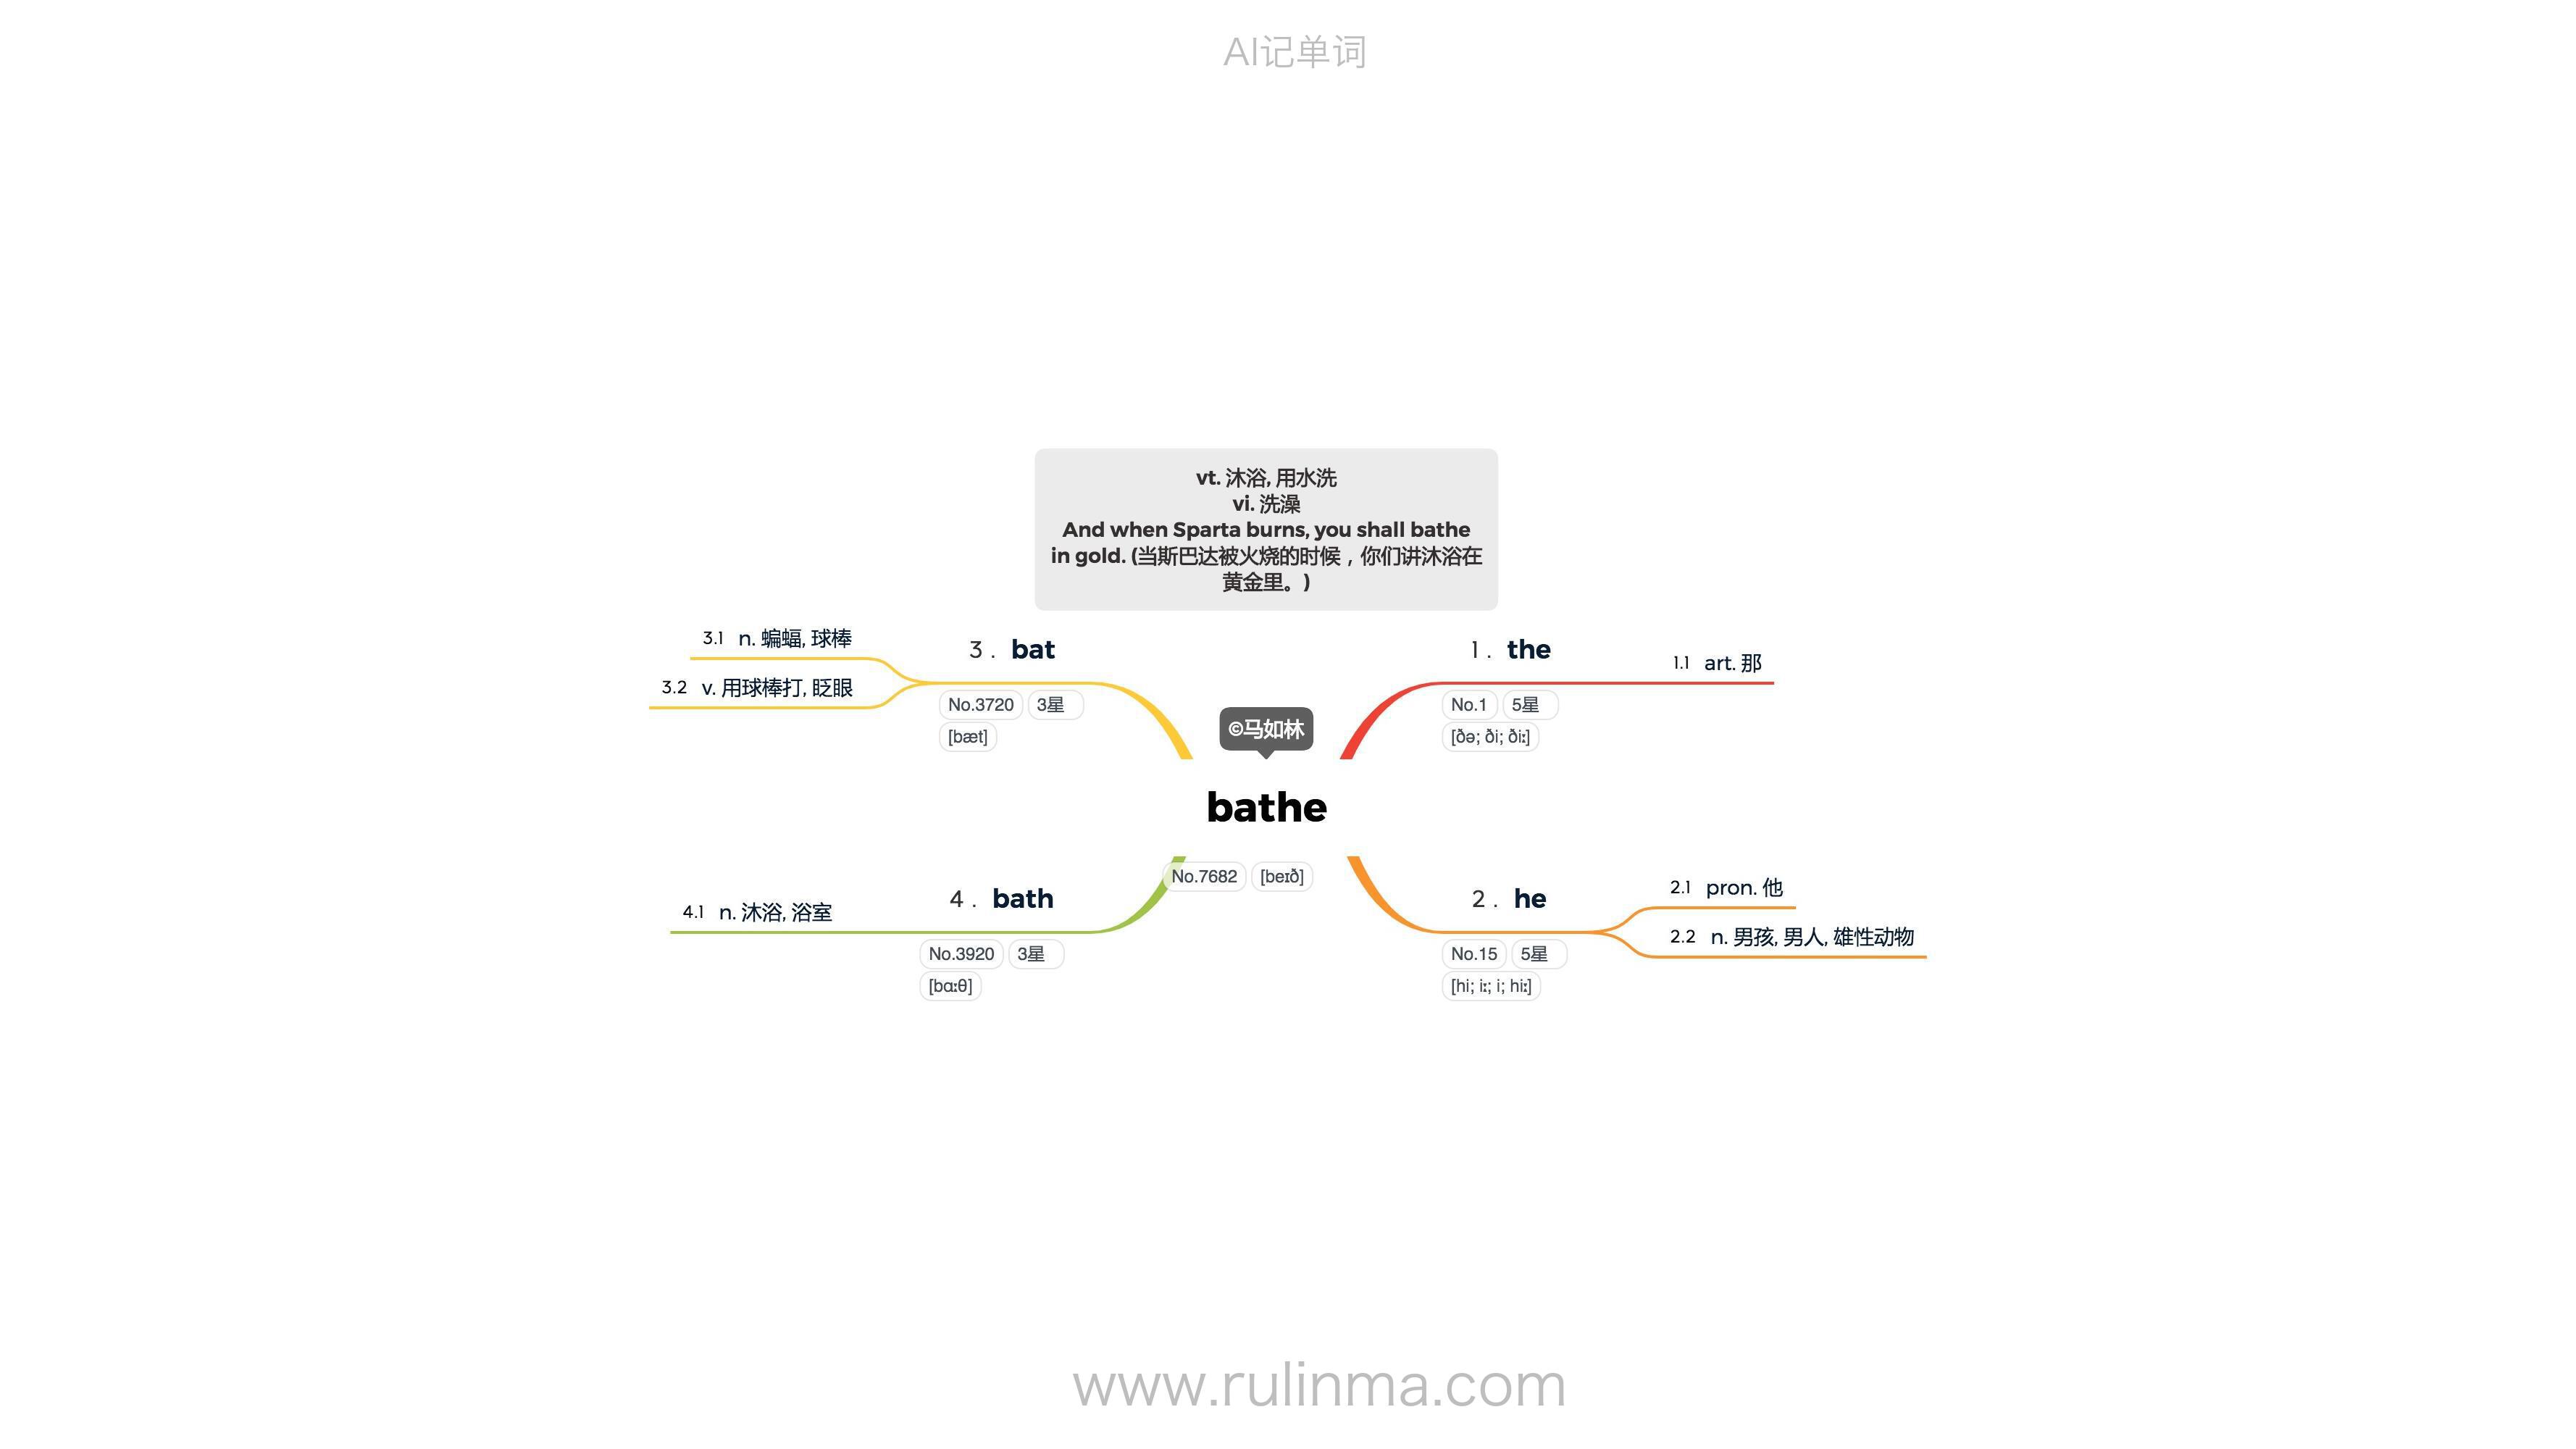 AI记单词
vt. 沐浴, 用水洗
vi. 洗澡
And when Sparta burns, you shall bathe
in gold. (当斯巴达被火烧的时候，你们讲沐浴在
黄金里。)
©马如林
bathe
No.7682 [beɪð]
1. the
No.1 5星
[ðə; ði; ðiː]
1.1 art. 那
2. he
No.15 5星
[hi; iː; i; hiː]
2.1 pron. 他
2.2 n. 男孩, 男人, 雄性动物
3. bat
No.3720 3星
[bæt]
3.1 n. 蝙蝠, 球棒
3.2 v. 用球棒打, 眨眼
4. bath
No.3920 3星
[bɑːθ]
4.1 n. 沐浴, 浴室
www.rulinma.com